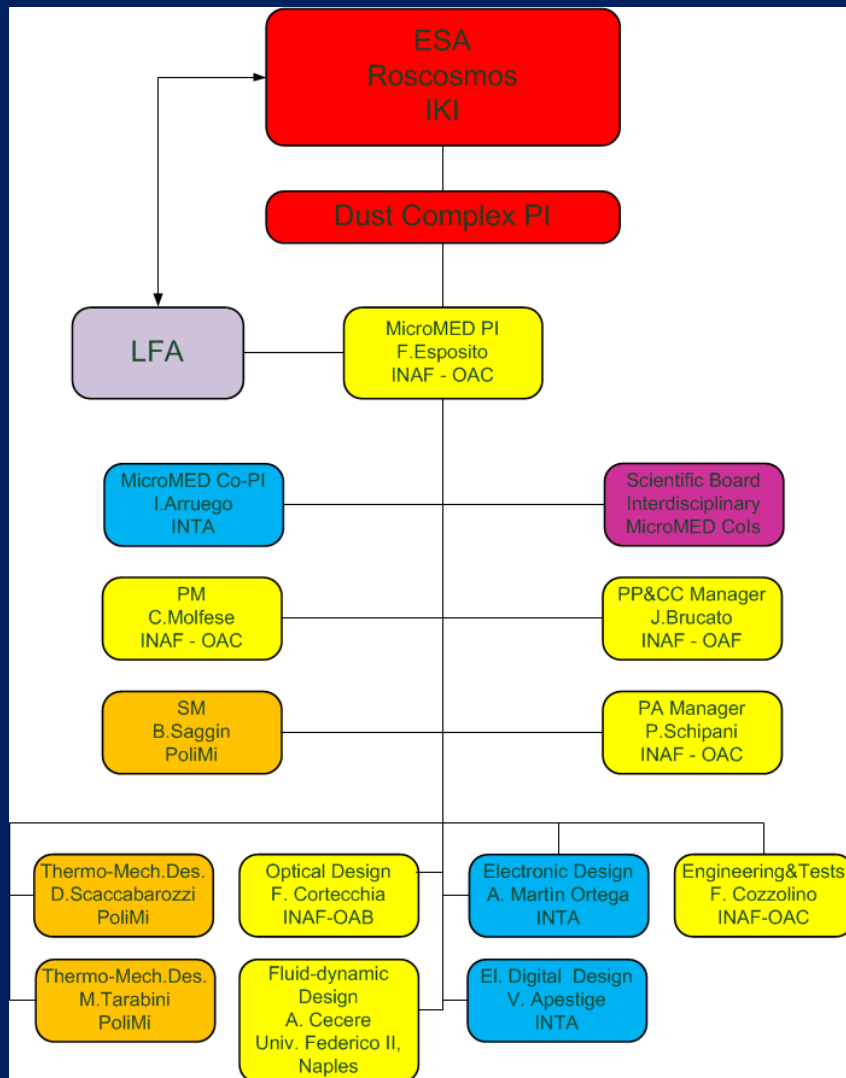 ESA
Roscosmos
IKI
Dust Complex PI
LFA
MicroMED PI
F.Esposito
INAF - OAC
MicroMED Co-PI
I.Arruego
INTA
Scientific Board
Interdisciplinary
MicroMED CoIs
PM
C.Molfese
INAF - OAC
PP&CC Manager
J.Brucato
INAF - OAF
SM
B.Saggin
PoliMi
PA Manager
P.Schipani
INAF - OAC
Thermo-Mech.Des.
D.Scaccabarozzi
PoliMi
Optical Design
F. Cortecchia
INAF-OAB
Electronic Design
A. Martìn Ortega
INTA
Engineering&Tests
F. Cozzolino
INAF-OAC
Thermo-Mech.Des.
M.Tarabini
PoliMi
Fluid-dynamic
Design
A. Cecere
Univ. Federico II,
Naples
El. Digital Design
V. Apestige
INTA